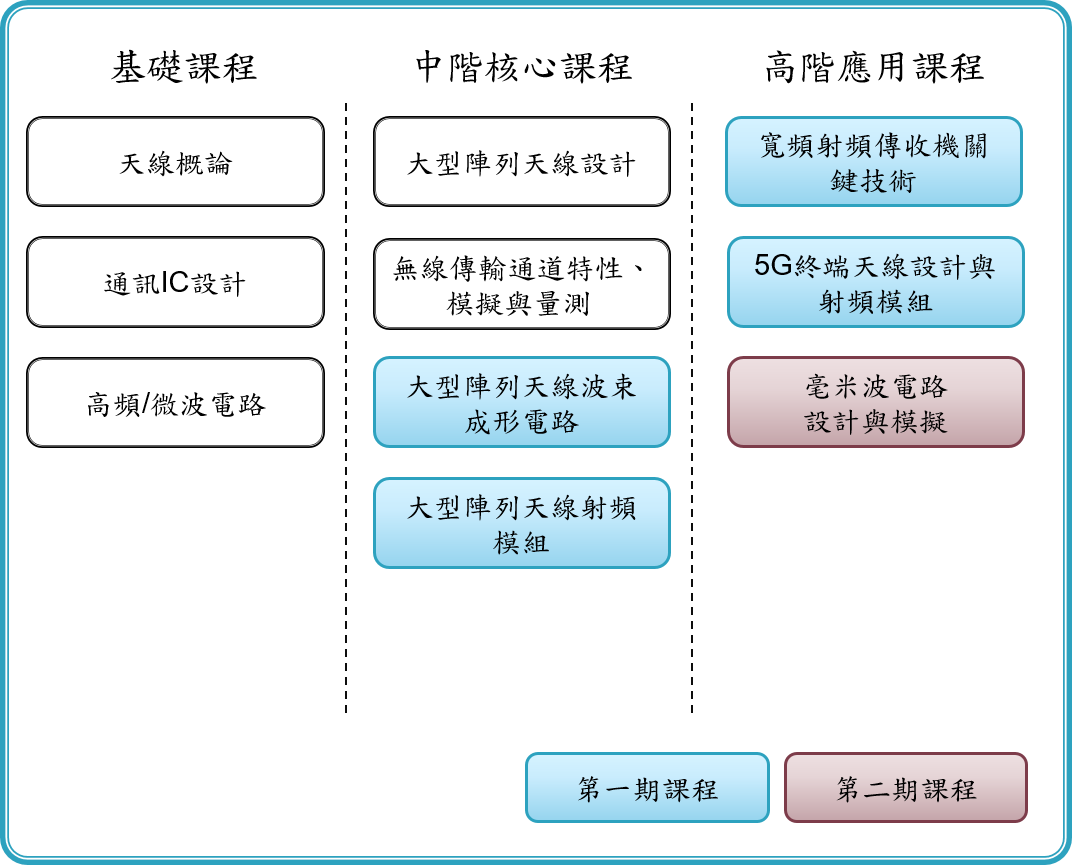 基礎課程
天線概論
通訊IC設計
高頻/微波電路
中階核心課程
大型陣列天線設計
無線傳輸通道特性、
模擬與量測
大型陣列天線波束
成形電路
大型陣列天線射頻
模組
高階應用課程
寬頻射頻傳收機關
鍵技術
5G終端天線設計與
射頻模組
毫米波電路
設計與模擬
第一期課程
第二期課程